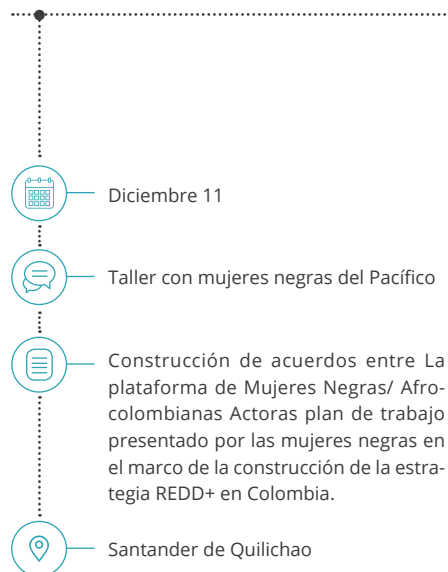 Diciembre 11
Taller con mujeres negras del Pacífico
Construcción de acuerdos entre La
plataforma de Mujeres Negras/ Afro-
colombianas Actoras plan de trabajo
presentado por las mujeres negras en
el marco de la construcción de la estra-
tegia REDD+ en Colombia.
Santander de Quilichao